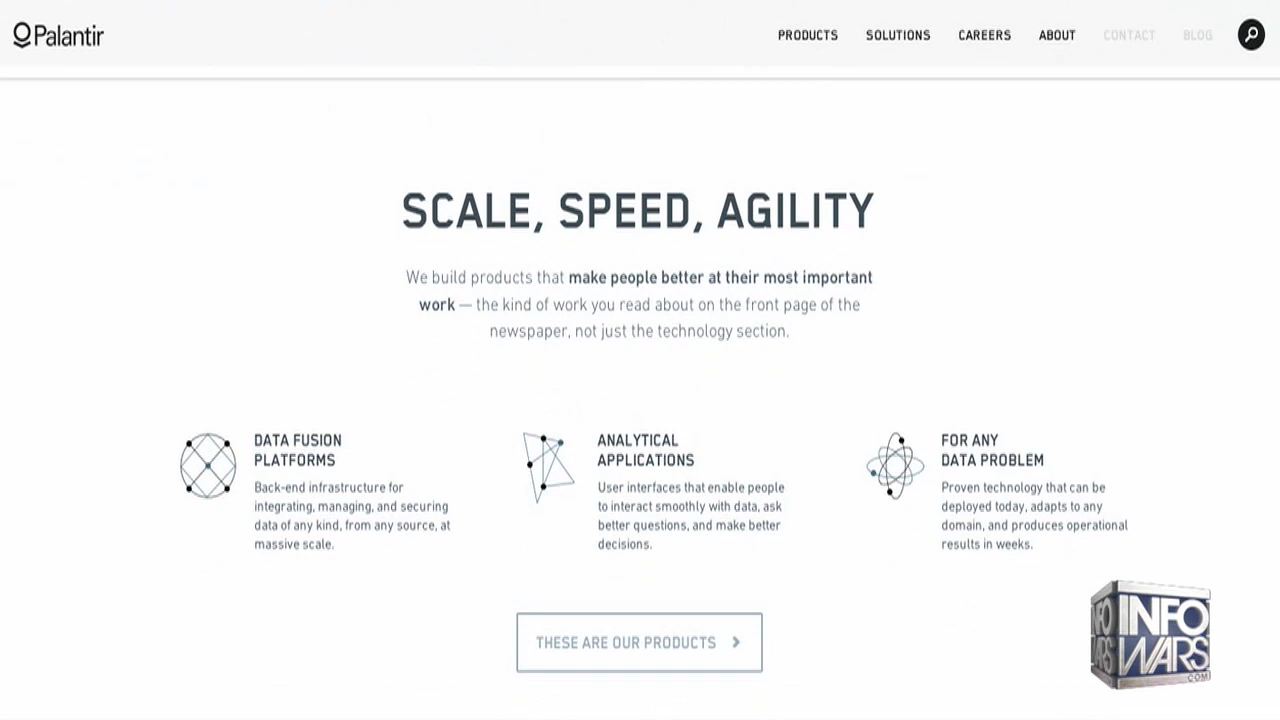 Palantir
PRODUCTS SOLUTIONS CAREERS ABOUT CONTACT BLOG
SCALE, SPEED, AGILITY
We build products that make people better at their most important
work — the kind of work you read about on the front page of the
newspaper, not just the technology section.
DATA FUSION
PLATFORMS
Back-end infrastructure for
integrating, managing, and securing
data of any kind, from any source, at
massive scale.
ANALYTICAL
APPLICATIONS
User interfaces that enable people
to interact smoothly with data, ask
better questions, and make better
decisions.
FOR ANY
DATA PROBLEM
Proven technology that can be
deployed today, adapts to any
domain, and produces operational
results in weeks.
THESE ARE OUR PRODUCTS
INFO
WARS
.COM
INFO
WARS